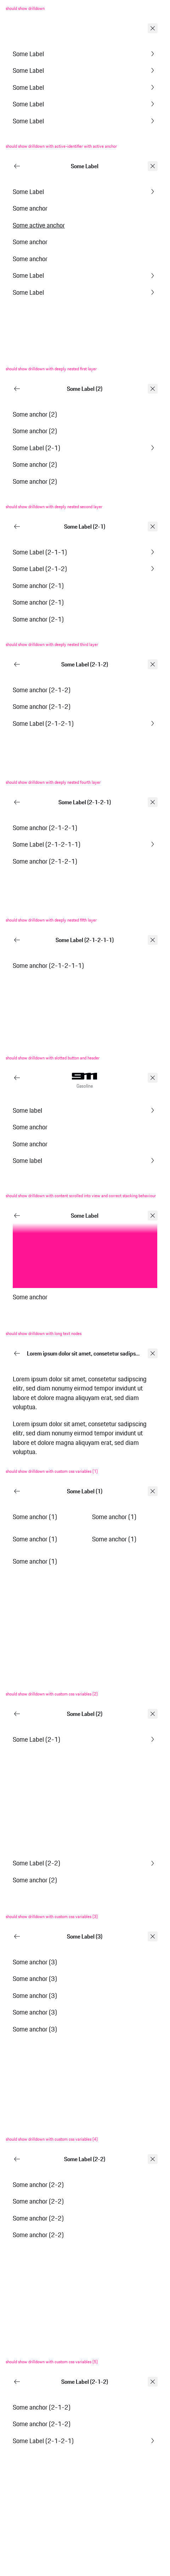 should show drilldown
Some Label
Some Label
Some Label
Some Label
Some Label
should show drilldown with active identifier with active anchor
Some Label
Some Label
Some anchor
Some active anchor
Some anchor
Some anchor
Some Label
Some Label
should show drilldown with deeply nested first layer
Some Label (2)
Some anchor (2)
Some anchor (2)
Some Label (2-1)
Some anchor (2)
Some anchor (2)
should show drilldown with deeply nested second layer
Some Label (2-1)
Some Label (2-1-1)
Some Label (2-1-2)
Some anchor (2-1)
Some anchor (2-1)
Some anchor (2-1)
should show drilldown with deeply nested third layer
Some Label (2-1-2)
Some anchor (2-1-2)
Some anchor (2-1-2)
Some Label (2-1-2-1)
should show drilldown with deeply nested fourth layer
Some Label (2-1-2-1)
Some anchor (2-1-2-1)
Some Label (2-1-2-1-1)
Some anchor (2-1-2-1)
should show drilldown with deeply nested fifth layer
Some Label (2-1-2-1-1)
Some anchor (2-1-2-1-1)
should show drilldown with slotted button and header
911
Gasoline
Some label
Some anchor
Some anchor
Some label
should show drilldown with content scrolled into view and correct stacking behaviour...
Some Label
Some anchor
should show drilldown with long text nodes
Lorem ipsum dolor sit amet, consetetur sadips...
Lorem ipsum dolor sit amet, consetetur sadipscing
elitr, sed diam nonumy eirmod tempor invidunt ut
labore et dolore magna aliquyam erat, sed diam
voluptua.
Lorem ipsum dolor sit amet, consetetur sadipscing
elitr, sed diam nonumy eirmod tempor invidunt ut
labore et dolore magna aliquyam erat, sed diam
voluptua.
should show drilldown with custom css variables (1)
Some Label (1)
Some anchor (1) Some anchor (1)
Some anchor (1) Some anchor (1)
Some anchor (1)
should show drilldown with custom css variables (2)
Some Label (2)
Some Label (2-1)
Some Label (2-2)
Some anchor (2)
should show drilldown with custom css variables (3)
Some Label (3)
Some anchor (3)
Some anchor (3)
Some anchor (3)
Some anchor (3)
Some anchor (3)
should show drilldown with custom css variables (4)
Some Label (2-2)
Some anchor (2-2)
Some anchor (2-2)
Some anchor (2-2)
Some anchor (2-2)
should show drilldown with custom css variables (5)
Some Label (2-1-2)
Some anchor (2-1-2)
Some anchor (2-1-2)
Some Label (2-1-2-1)